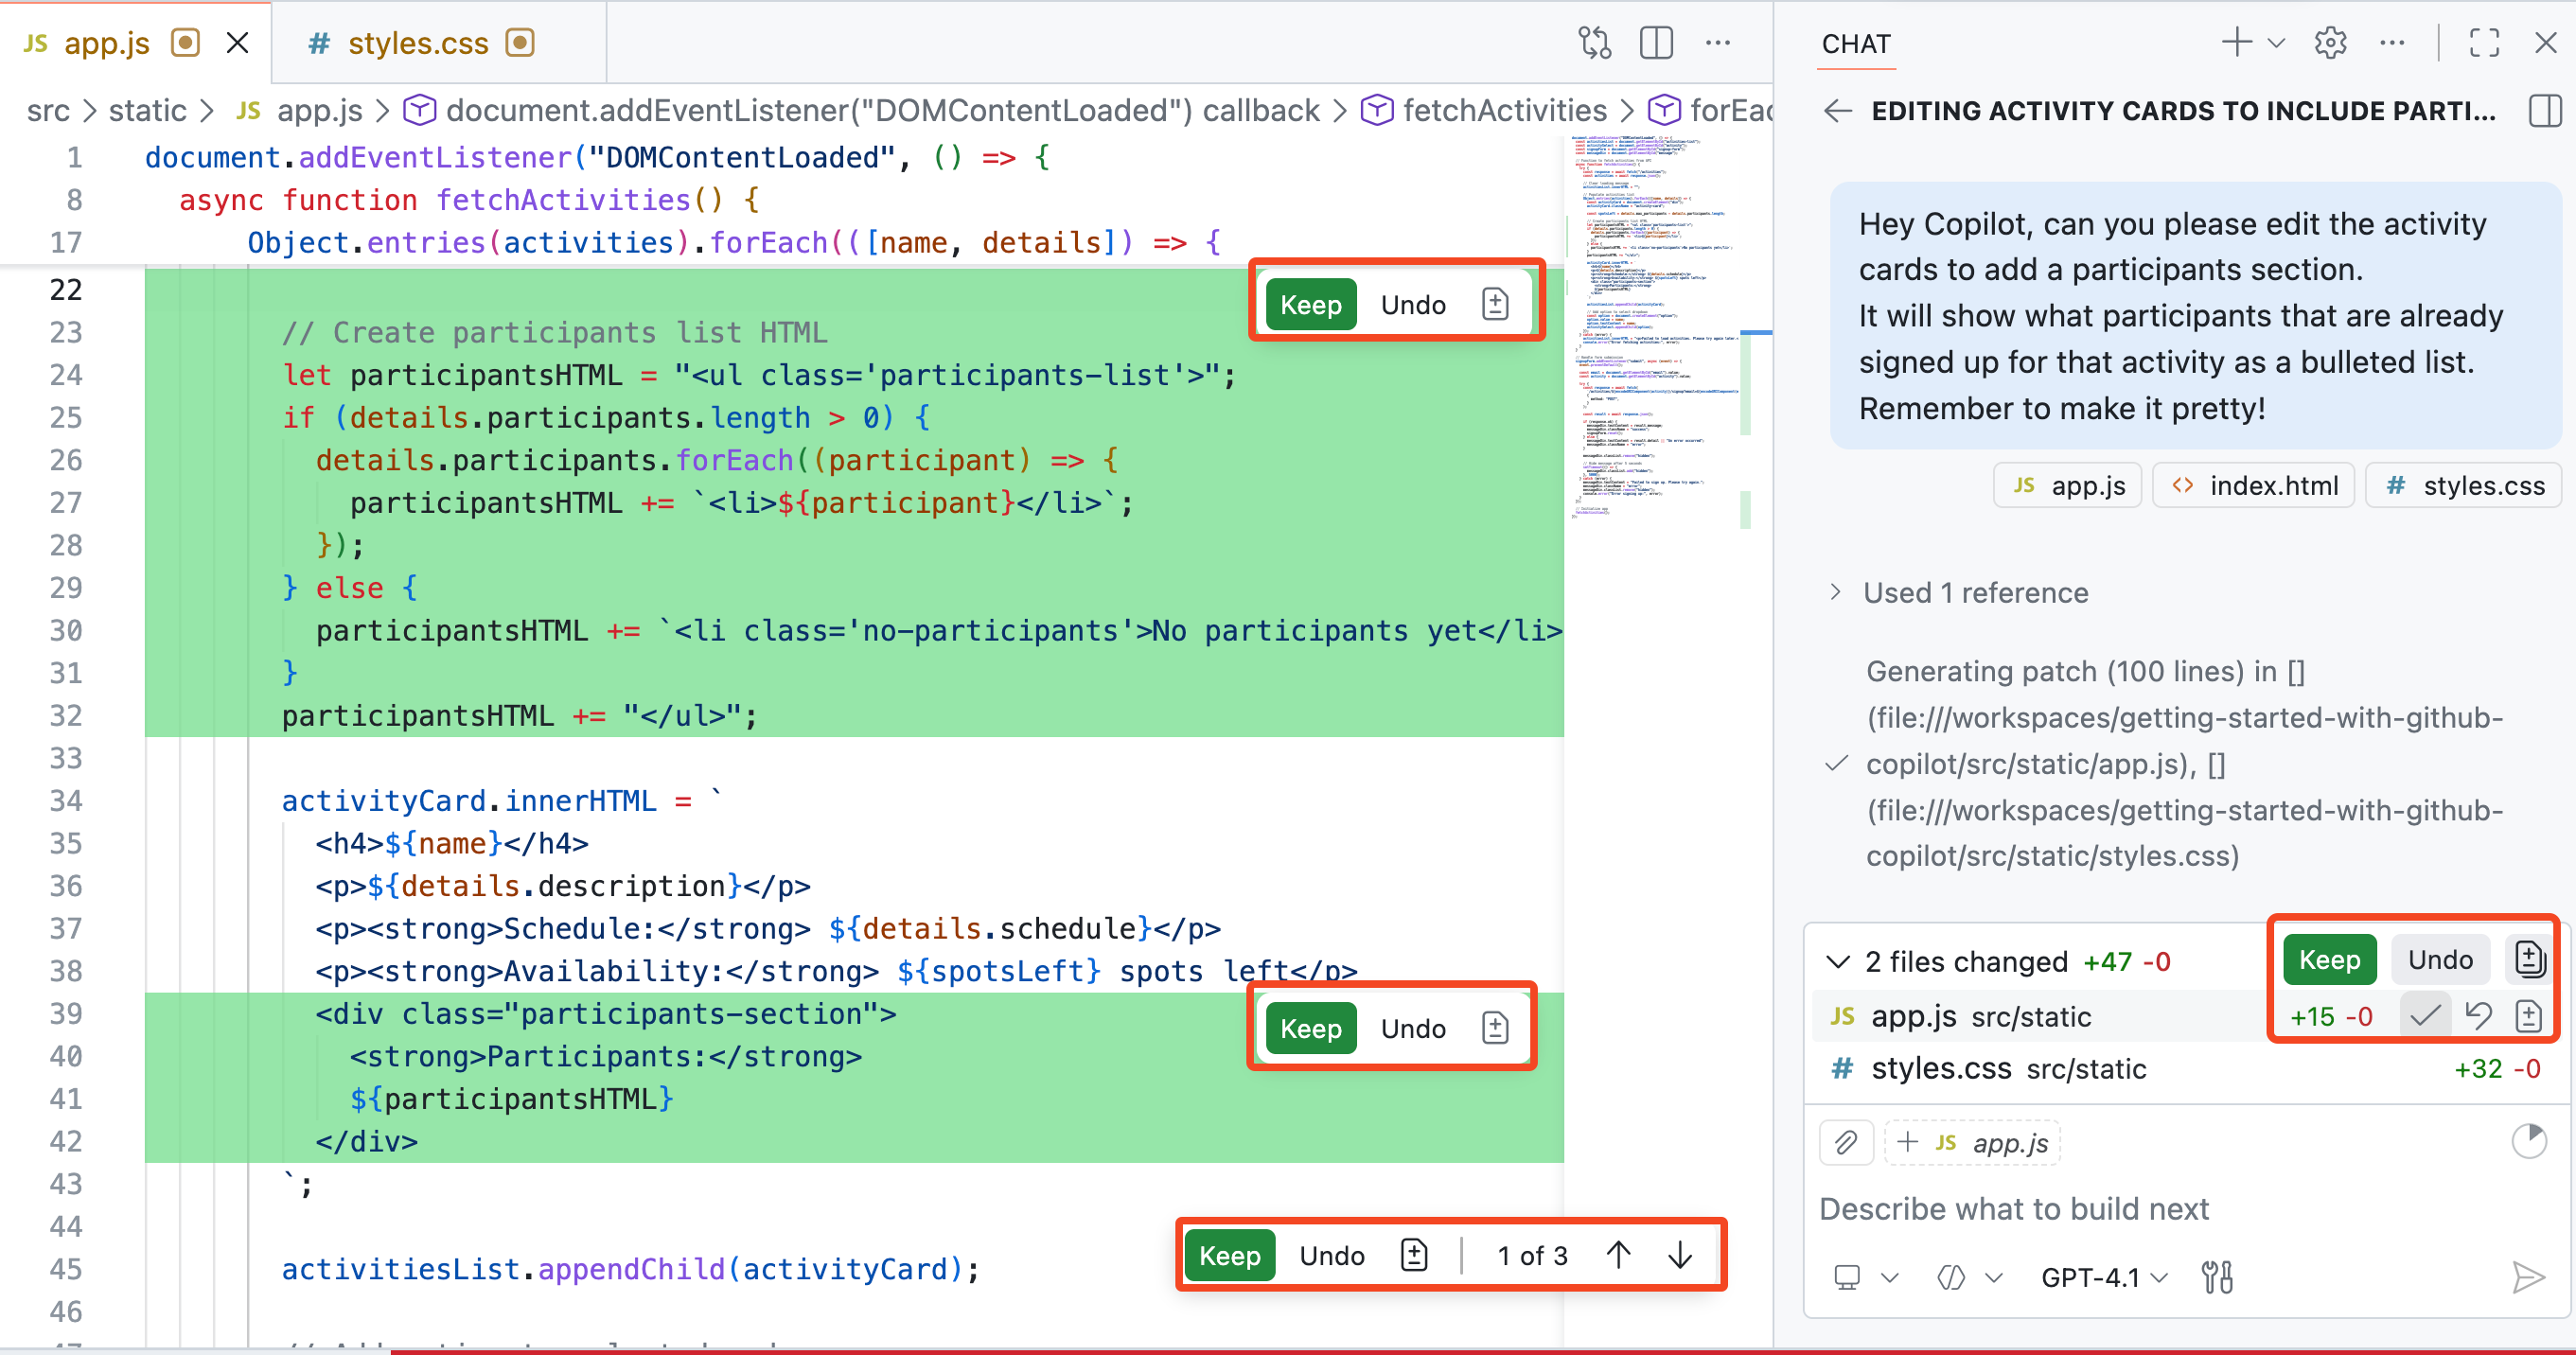 JS app.js
# styles.css
src > static > JS app.js > document.addEventListener("DOMContentLoaded") callback > fetchActivities > forEac
1 document.addEventListener("DOMContentLoaded", () => {
8 async function fetchActivities() {
17 Object.entries(activities).forEach(([name, details]) => {
22
Keep Undo
23 // Create participants list HTML
24 let participantsHTML = "<ul class='participants-list'>";
25 if (details.participants.length > 0) {
26 details.participants.forEach((participant) => {
27 participantsHTML += `<li>${participant}</li>`;
28 });
29 } else {
30 participantsHTML += `<li class='no-participants'>No participants yet</li>
31 }
32 participantsHTML += "</ul>";
33
34 activityCard.innerHTML = `
35 <h4>${name}</h4>
36 <p>${details.description}</p>
37 <p><strong>Schedule:</strong> ${details.schedule}</p>
38 <p><strong>Availability:</strong> ${spotsLeft} spots left</p>
39 <div class="participants-section">
Keep Undo
40 <strong>Participants:</strong>
41 ${participantsHTML}
42 </div>
43 `;
44
45 activitiesList.appendChild(activityCard);
Keep Undo 1 of 3
46
CHAT
EDITING ACTIVITY CARDS TO INCLUDE PARTI...
Hey Copilot, can you please edit the activity
cards to add a participants section.
It will show what participants that are already
signed up for that activity as a bulleted list.
Remember to make it pretty!
JS app.js <> index.html # styles.css
Used 1 reference
Generating patch (100 lines) in []
(file:///workspaces/getting-started-with-github-
copilot/src/static/app.js), []
(file:///workspaces/getting-started-with-github-
copilot/src/static/styles.css)
2 files changed +47 -0 Keep Undo
JS app.js src/static +15 -0
# styles.css src/static +32 -0
+ JS app.js
Describe what to build next
GPT-4.1